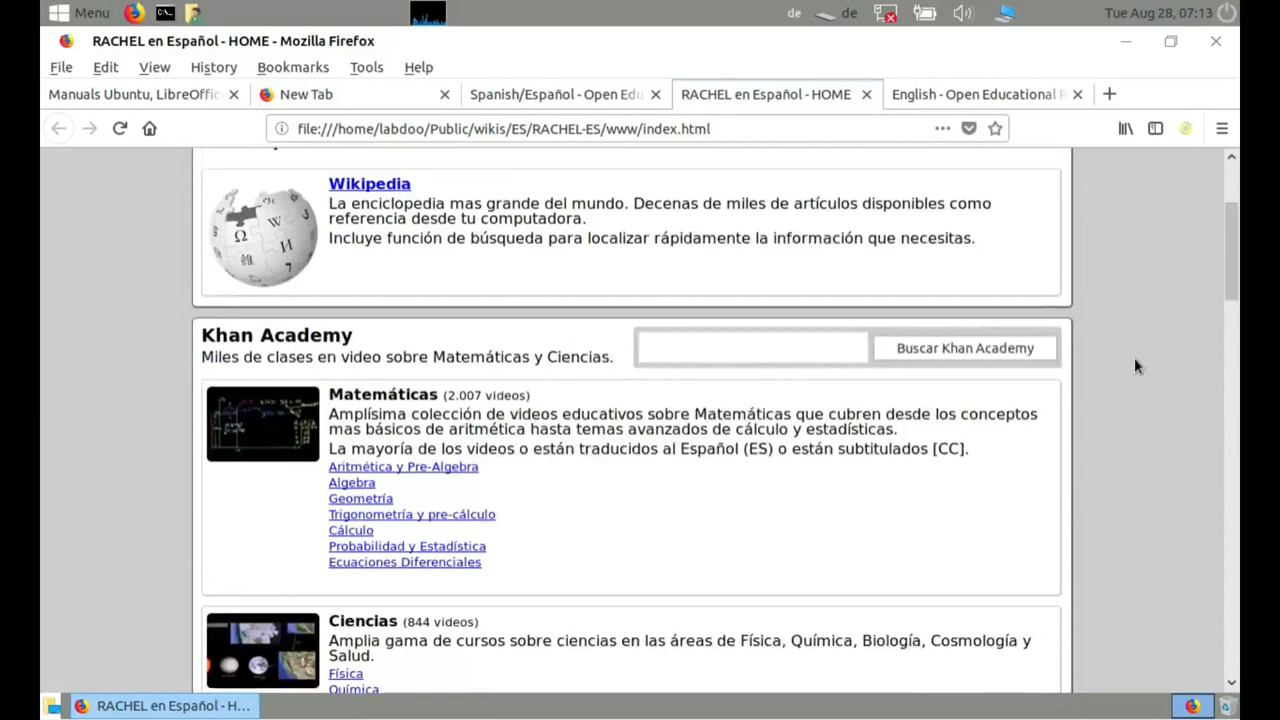 Menu
de
de
Tue Aug 28, 07:13
RACHEL en Español - HOME - Mozilla Firefox
File Edit View History Bookmarks Tools Help
Manuals Ubuntu, LibreOffic
New Tab
Spanish/Español - Open Edu
RACHEL en Español - HOME
English - Open Educational R
file:///home/labdoo/Public/wikis/ES/RACHEL-ES/www/index.html
Wikipedia
La enciclopedia mas grande del mundo. Decenas de miles de artículos disponibles como
referencia desde tu computadora.
Incluye función de búsqueda para localizar rápidamente la información que necesitas.
Khan Academy
Miles de clases en video sobre Matemáticas y Ciencias.
Buscar Khan Academy
Matemáticas (2.007 videos)
Amplísima colección de videos educativos sobre Matemáticas que cubren desde los conceptos
mas básicos de aritmética hasta temas avanzados de cálculo y estadísticas.
La mayoría de los videos o están traducidos al Español (ES) o están subtitulados [CC].
Aritmética y Pre-Algebra
Algebra
Geometría
Trigonometría y pre-cálculo
Cálculo
Probabilidad y Estadística
Ecuaciones Diferenciales
Ciencias (844 videos)
Amplia gama de cursos sobre ciencias en las áreas de Física, Química, Biología, Cosmología y
Salud.
Física
Química
RACHEL en Español - H...